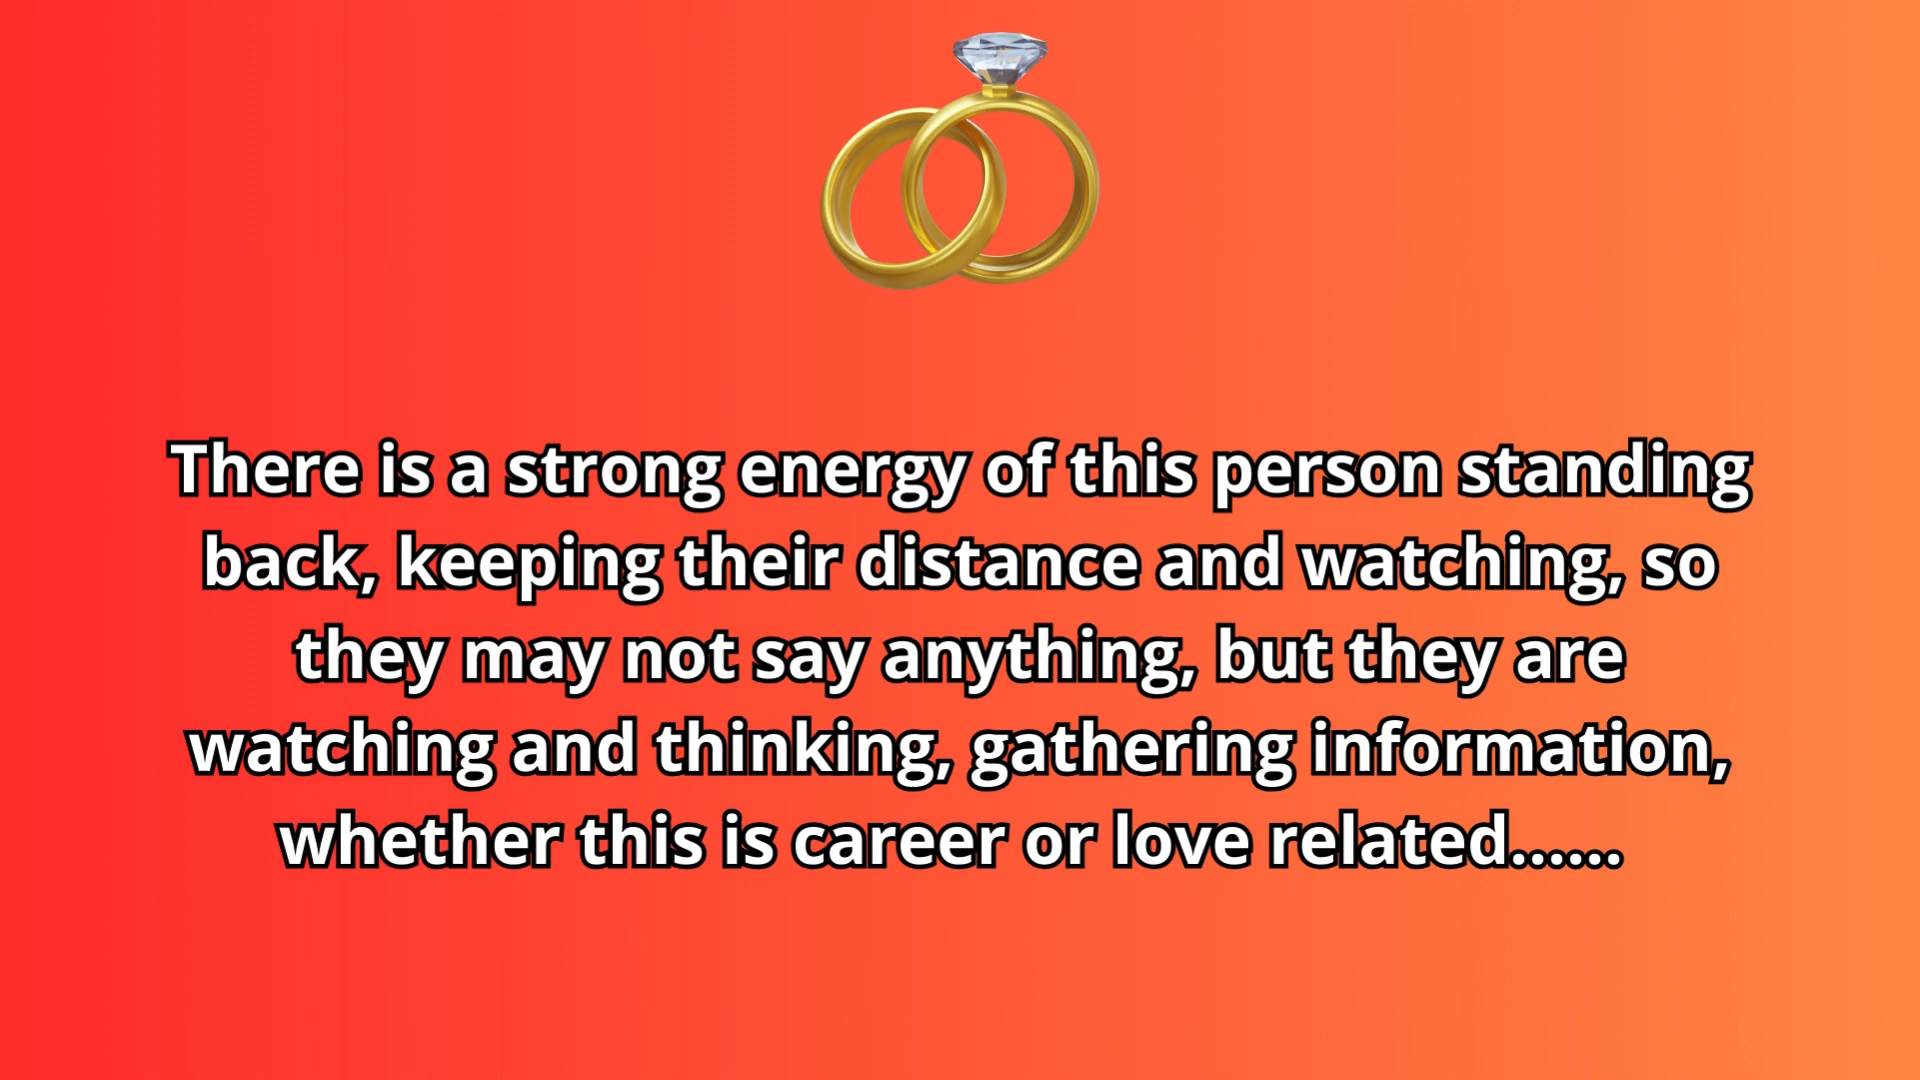 There is a strong energy of this person standing
back, keeping their distance and watching, so
they may not say anything, but they are
watching and thinking, gathering information,
whether this is career or love related......